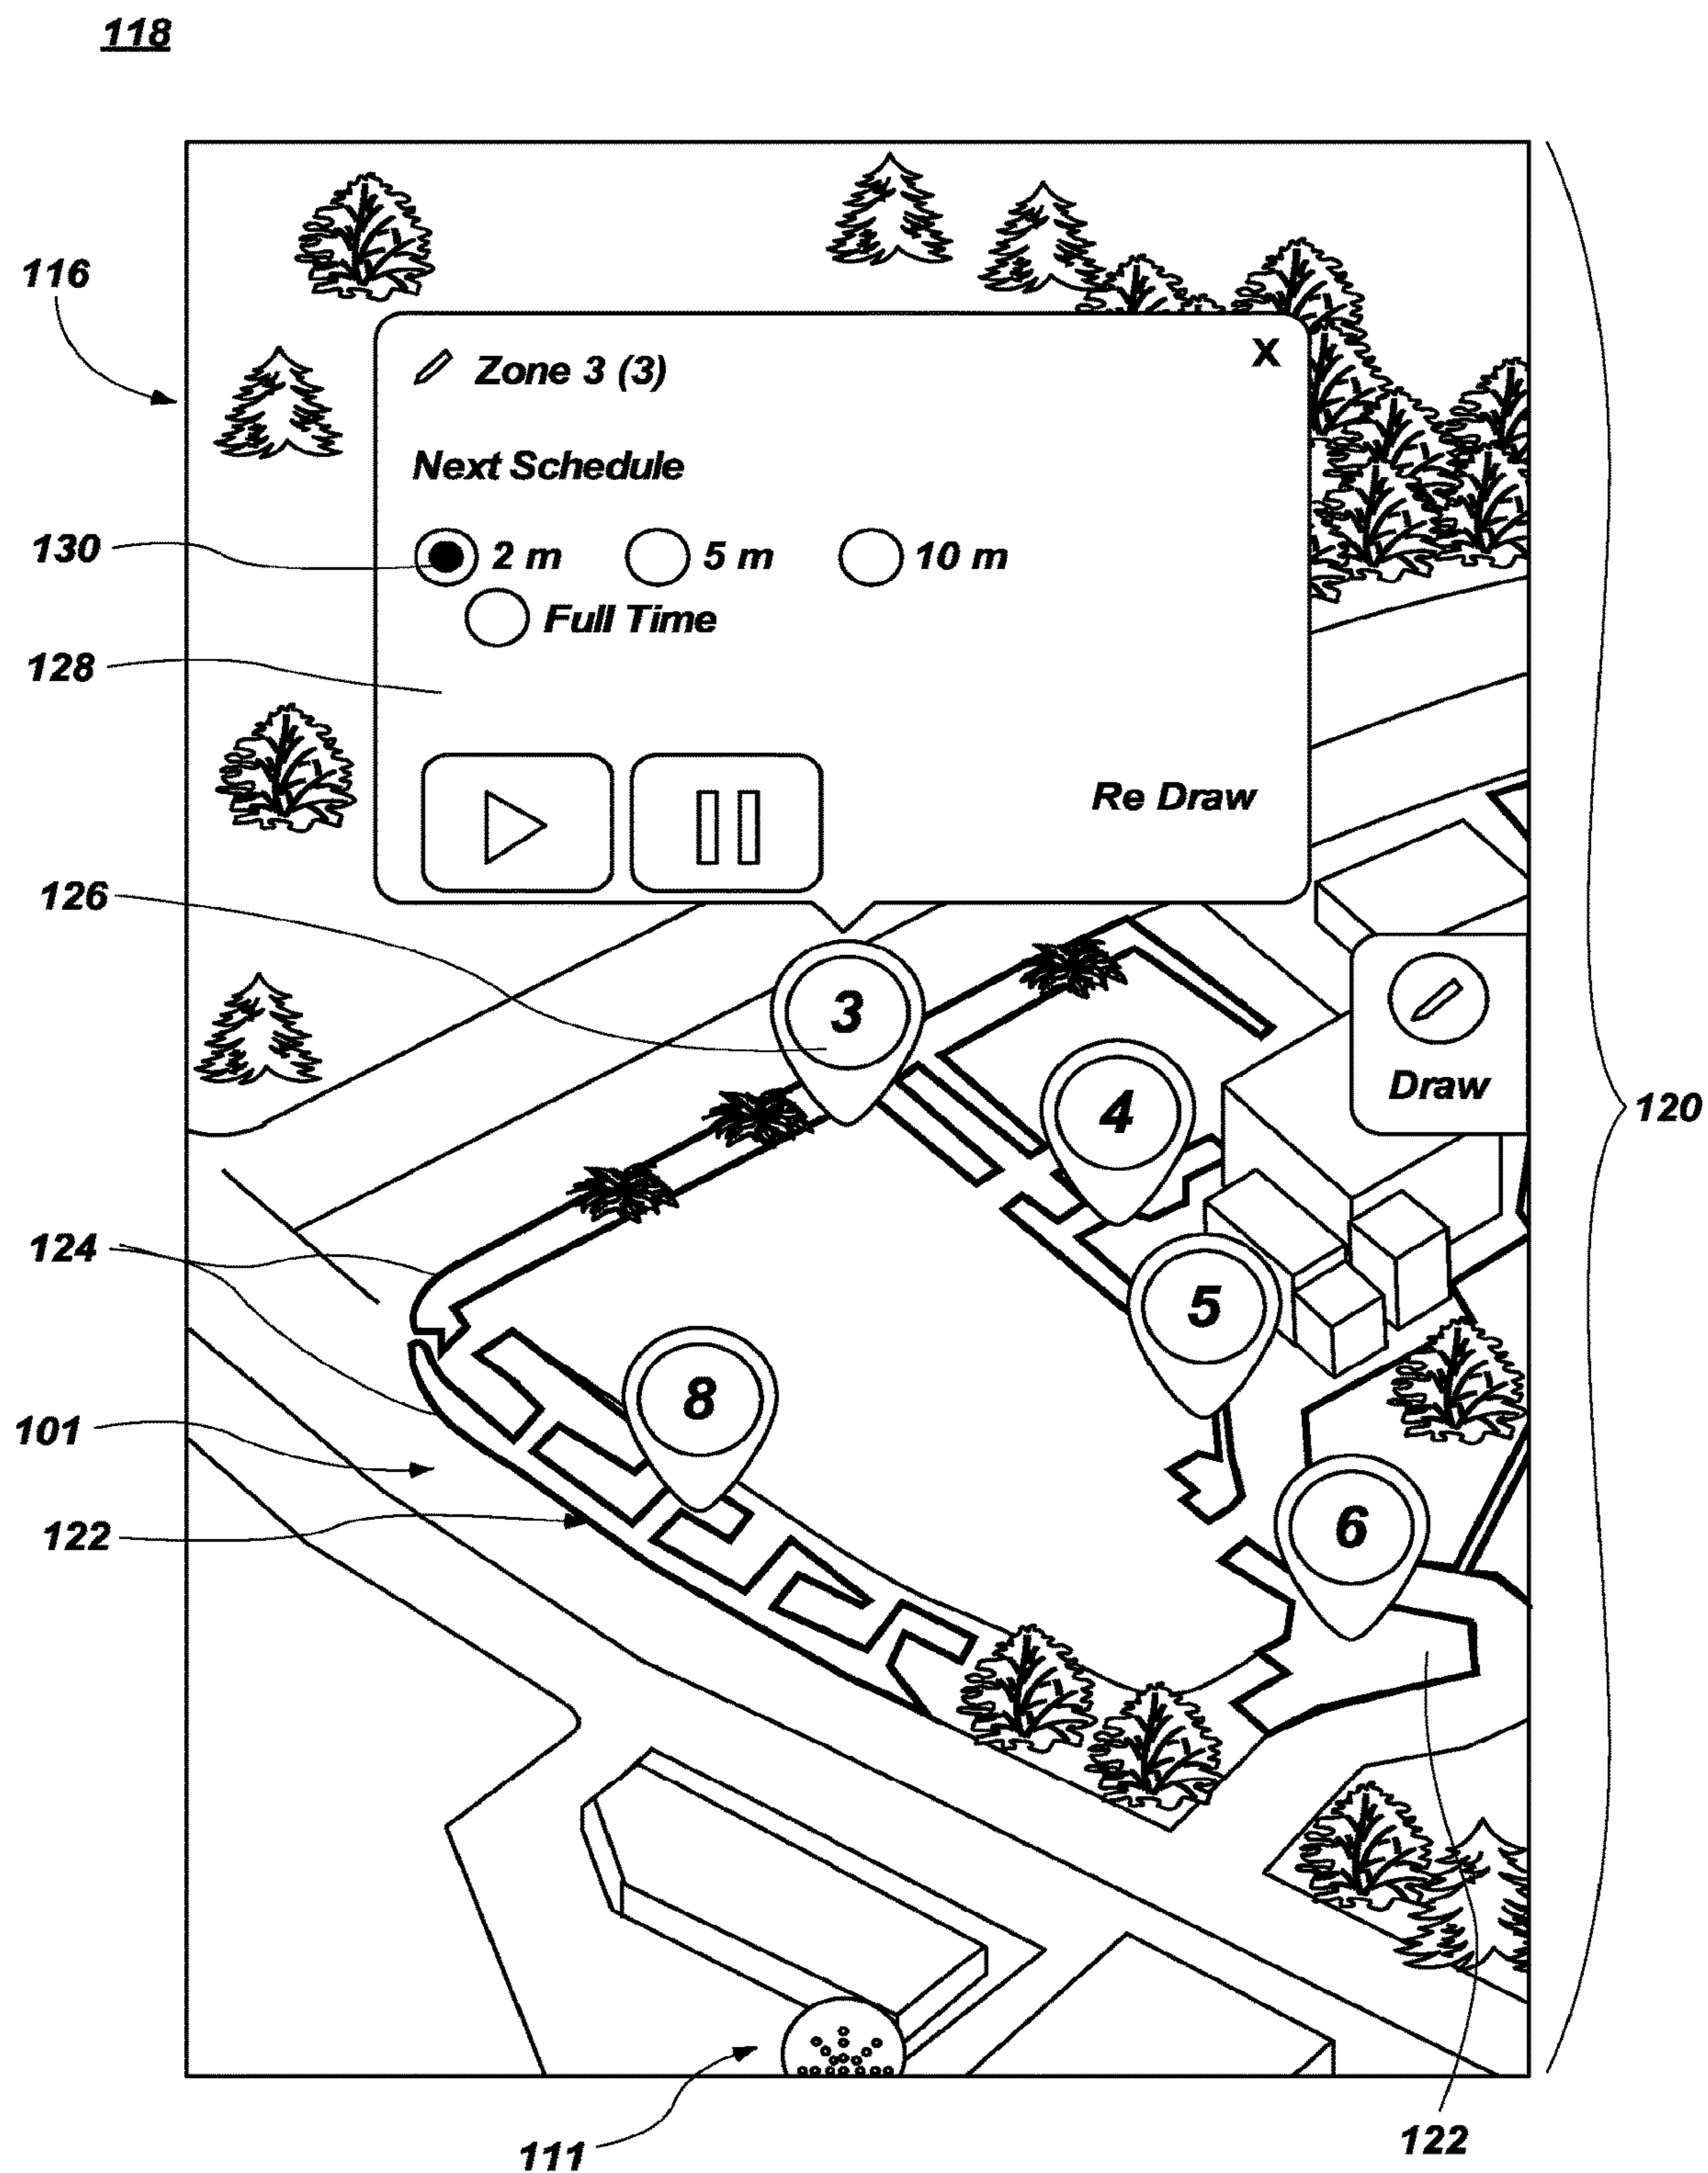 118
116
Zone 3 (3) X
Next Schedule
130
2 m 5 m 10 m
Full Time
128
Re Draw
126
3
4
Draw
120
124
5
8
101
6
122
111
122